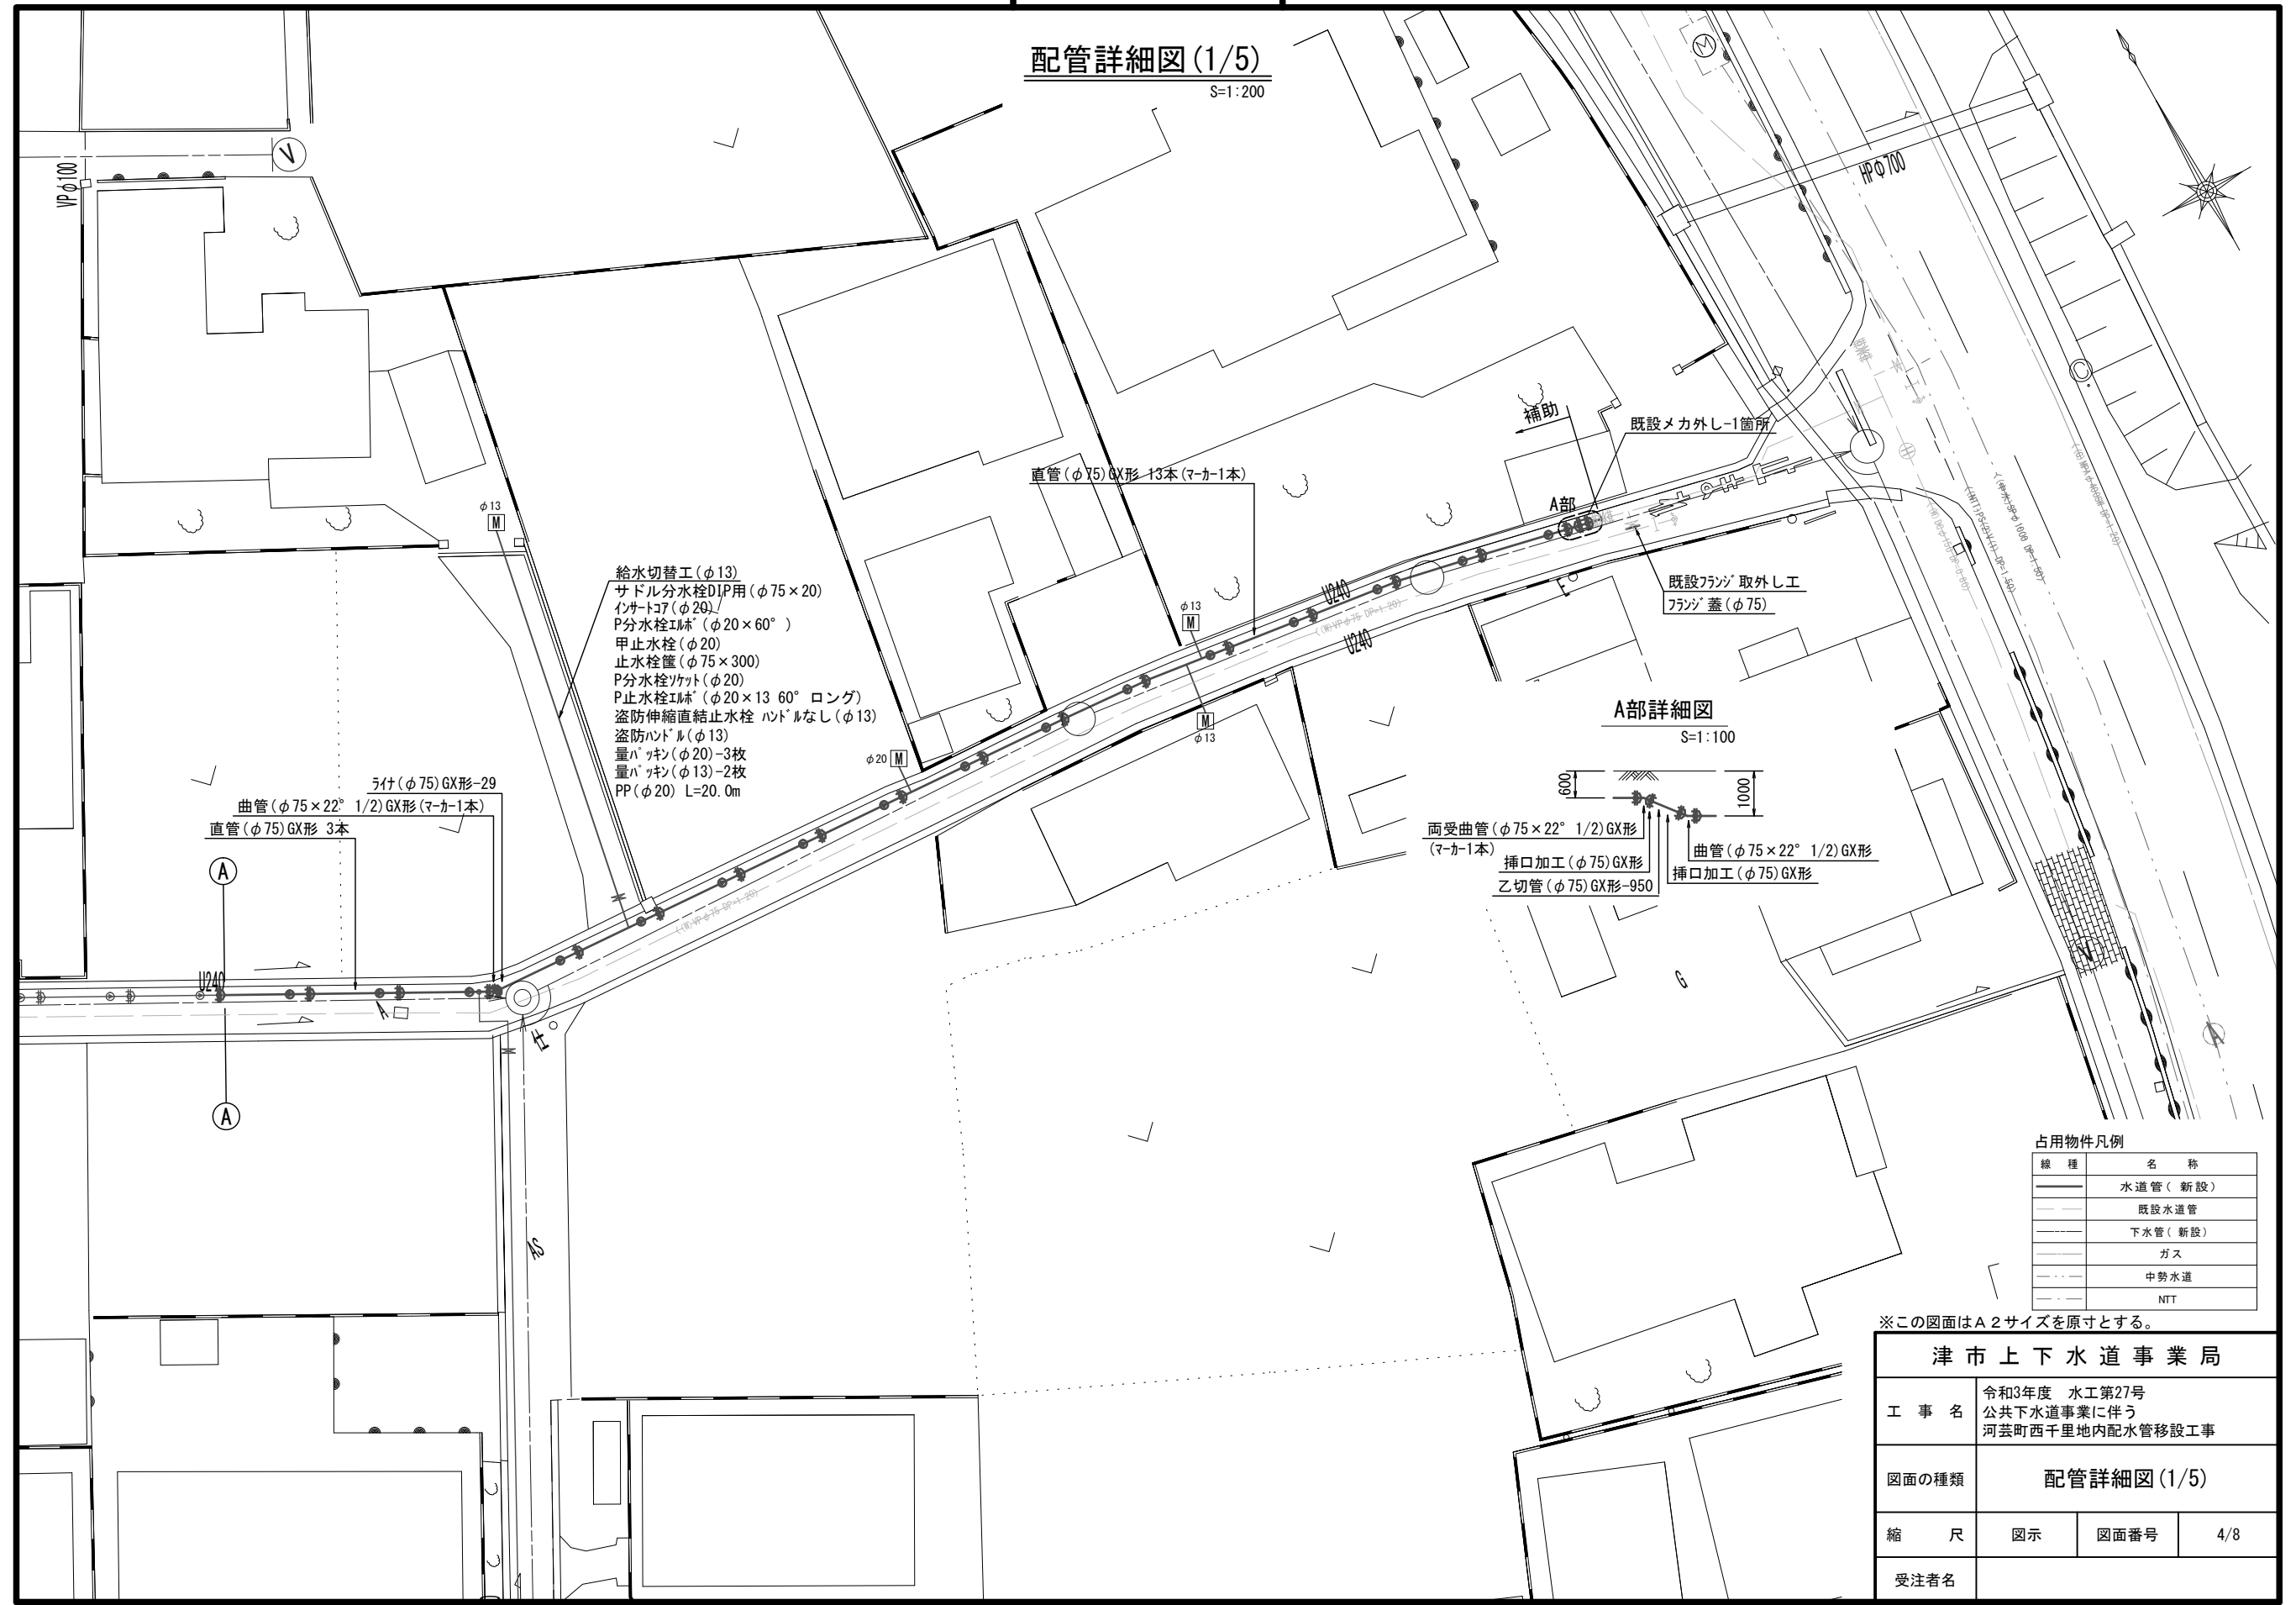 配管詳細図(1/5)
S=1:200
VPφ100
V
M
HPφ700
C
補助
既設メカ外し-1箇所
直管(φ75)GX形 13本(マーカー1本)
A部
φ13
M
給水切替工(φ13)
サドル分水栓DIP用(φ75×20)
インサートコア(φ20)
P分水栓エルボ(φ20×60°)
甲止水栓(φ20)
止水栓筺(φ75×300)
P分水栓ソケット(φ20)
P止水栓エルボ(φ20×13 60° ロング)
盗防伸縮直結止水栓 ハンドルなし(φ13)
盗防ハンドル(φ13)
量パッキン(φ20)-3枚
量パッキン(φ13)-2枚
PP(φ20) L=20.0m
φ13
M
U240
(W)VPφ75 DP=1.20
U240
既設フランジ取外し工
フランジ蓋(φ75)
M
φ13
φ20
M
A部詳細図
S=1:100
600
1000
両受曲管(φ75×22° 1/2)GX形
(マーカー1本)
挿口加工(φ75)GX形
乙切管(φ75)GX形-950
曲管(φ75×22° 1/2)GX形
挿口加工(φ75)GX形
ライナ(φ75)GX形-29
曲管(φ75×22° 1/2)GX形(マーカー1本)
直管(φ75)GX形 3本
A
U240
(W)VPφ75 DP=1.20
A
A
AS
G
V
A
占用物件凡例
線 種 名 称
水道管( 新設)
既設水道管
下水管( 新設)
ガス
中勢水道
NTT
※この図面はA2サイズを原寸とする。
津市上下水道事業局
工事名
令和3年度 水工第27号
公共下水道事業に伴う
河芸町西千里地内配水管移設工事
図面の種類 配管詳細図(1/5)
縮 尺 図示 図面番号 4/8
受注者名